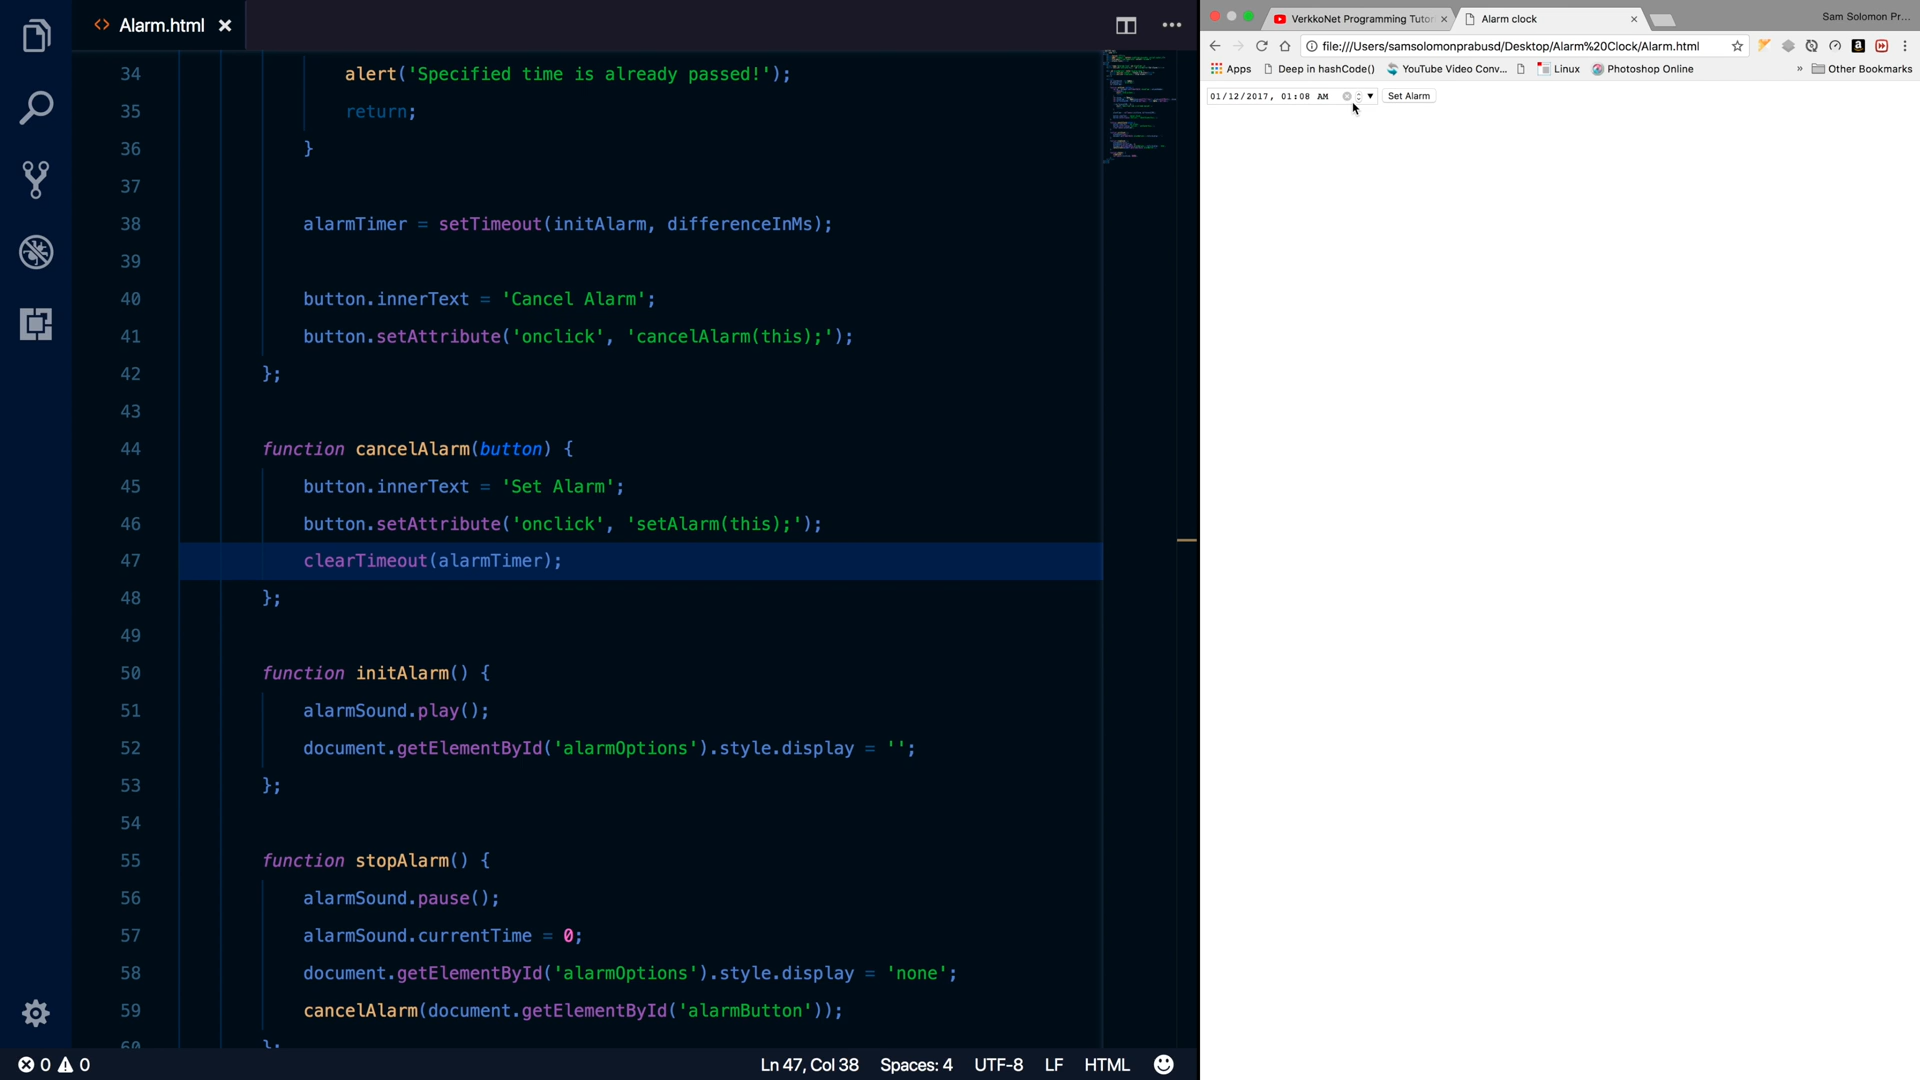 Alarm.html
34 alert('Specified time is already passed!');
35 return;
36 }
37
38 alarmTimer = setTimeout(initAlarm, differenceInMs);
39
40 button.innerText = 'Cancel Alarm';
41 button.setAttribute('onclick', 'cancelAlarm(this);');
42 };
43
44 function cancelAlarm(button) {
45 button.innerText = 'Set Alarm';
46 button.setAttribute('onclick', 'setAlarm(this);');
47 clearTimeout(alarmTimer);
48 };
49
50 function initAlarm() {
51 alarmSound.play();
52 document.getElementById('alarmOptions').style.display = '';
53 };
54
55 function stopAlarm() {
56 alarmSound.pause();
57 alarmSound.currentTime = 0;
58 document.getElementById('alarmOptions').style.display = 'none';
59 cancelAlarm(document.getElementById('alarmButton'));
60 };
0 0 Ln 47, Col 38 Spaces: 4 UTF-8 LF HTML
VerkkoNet Programming Tutor Alarm clock Sam Solomon Pr...
file:///Users/samsolomonprabusd/Desktop/Alarm%20Clock/Alarm.html
Apps Deep in hashCode() YouTube Video Conv... Linux Photoshop Online » Other Bookmarks
01/12/2017, 01:08 AM Set Alarm